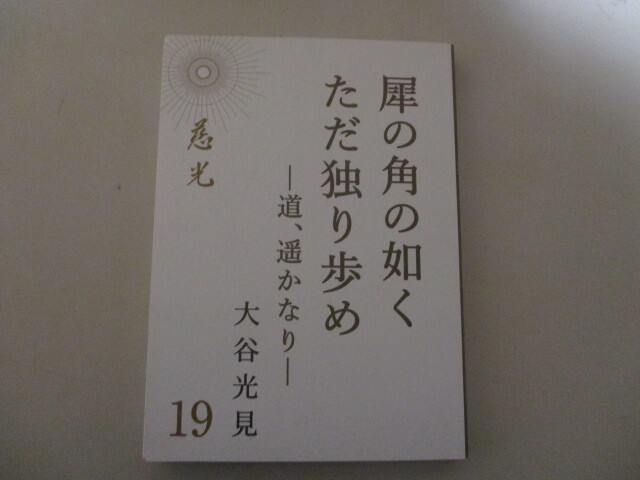 犀の角の如く
ただ独り歩め
―道、遥かなり―
大谷光見
慈光
19